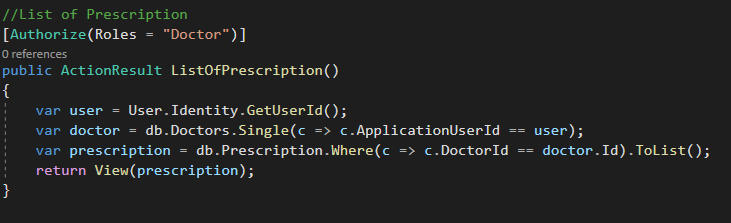 //List of Prescription
[Authorize(Roles = "Doctor")]
0 references
public ActionResult ListOfPrescription()
{
var user = User.Identity.GetUserId();
var doctor = db.Doctors.Single(c => c.ApplicationUserId == user);
var prescription = db.Prescription.Where(c => c.DoctorId == doctor.Id).ToList();
return View(prescription);
}